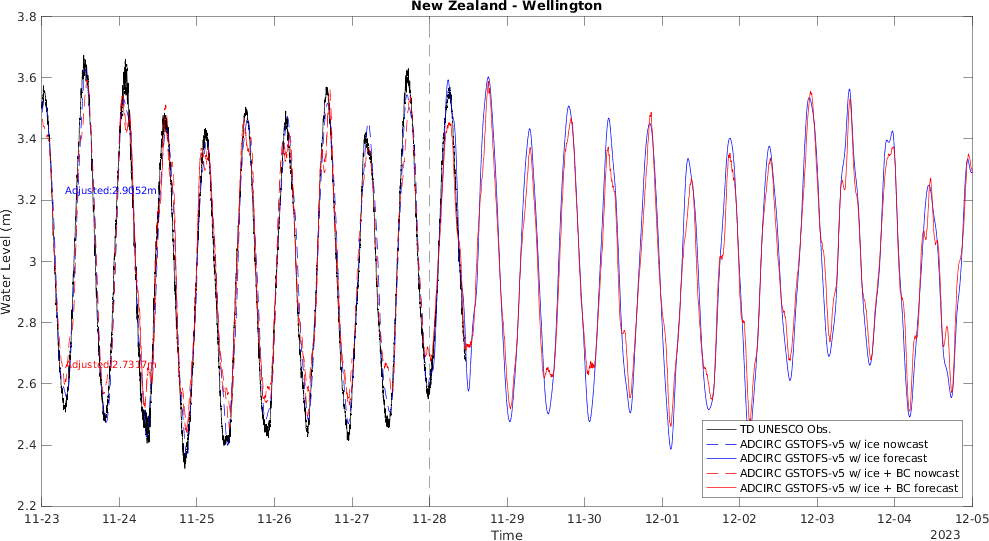 New Zealand - Wellington
Water Level (m)
3.8
3.6
3.4
3.2
3
2.8
2.6
2.4
2.2
Adjusted:2.9052m
Adjusted:2.7317m
TD UNESCO Obs.
ADCIRC GSTOFS-v5 w/ ice nowcast
ADCIRC GSTOFS-v5 w/ ice forecast
ADCIRC GSTOFS-v5 w/ ice + BC nowcast
ADCIRC GSTOFS-v5 w/ ice + BC forecast
11-23 11-24 11-25 11-26 11-27 11-28 11-29 11-30 12-01 12-02 12-03 12-04 12-05
Time
2023